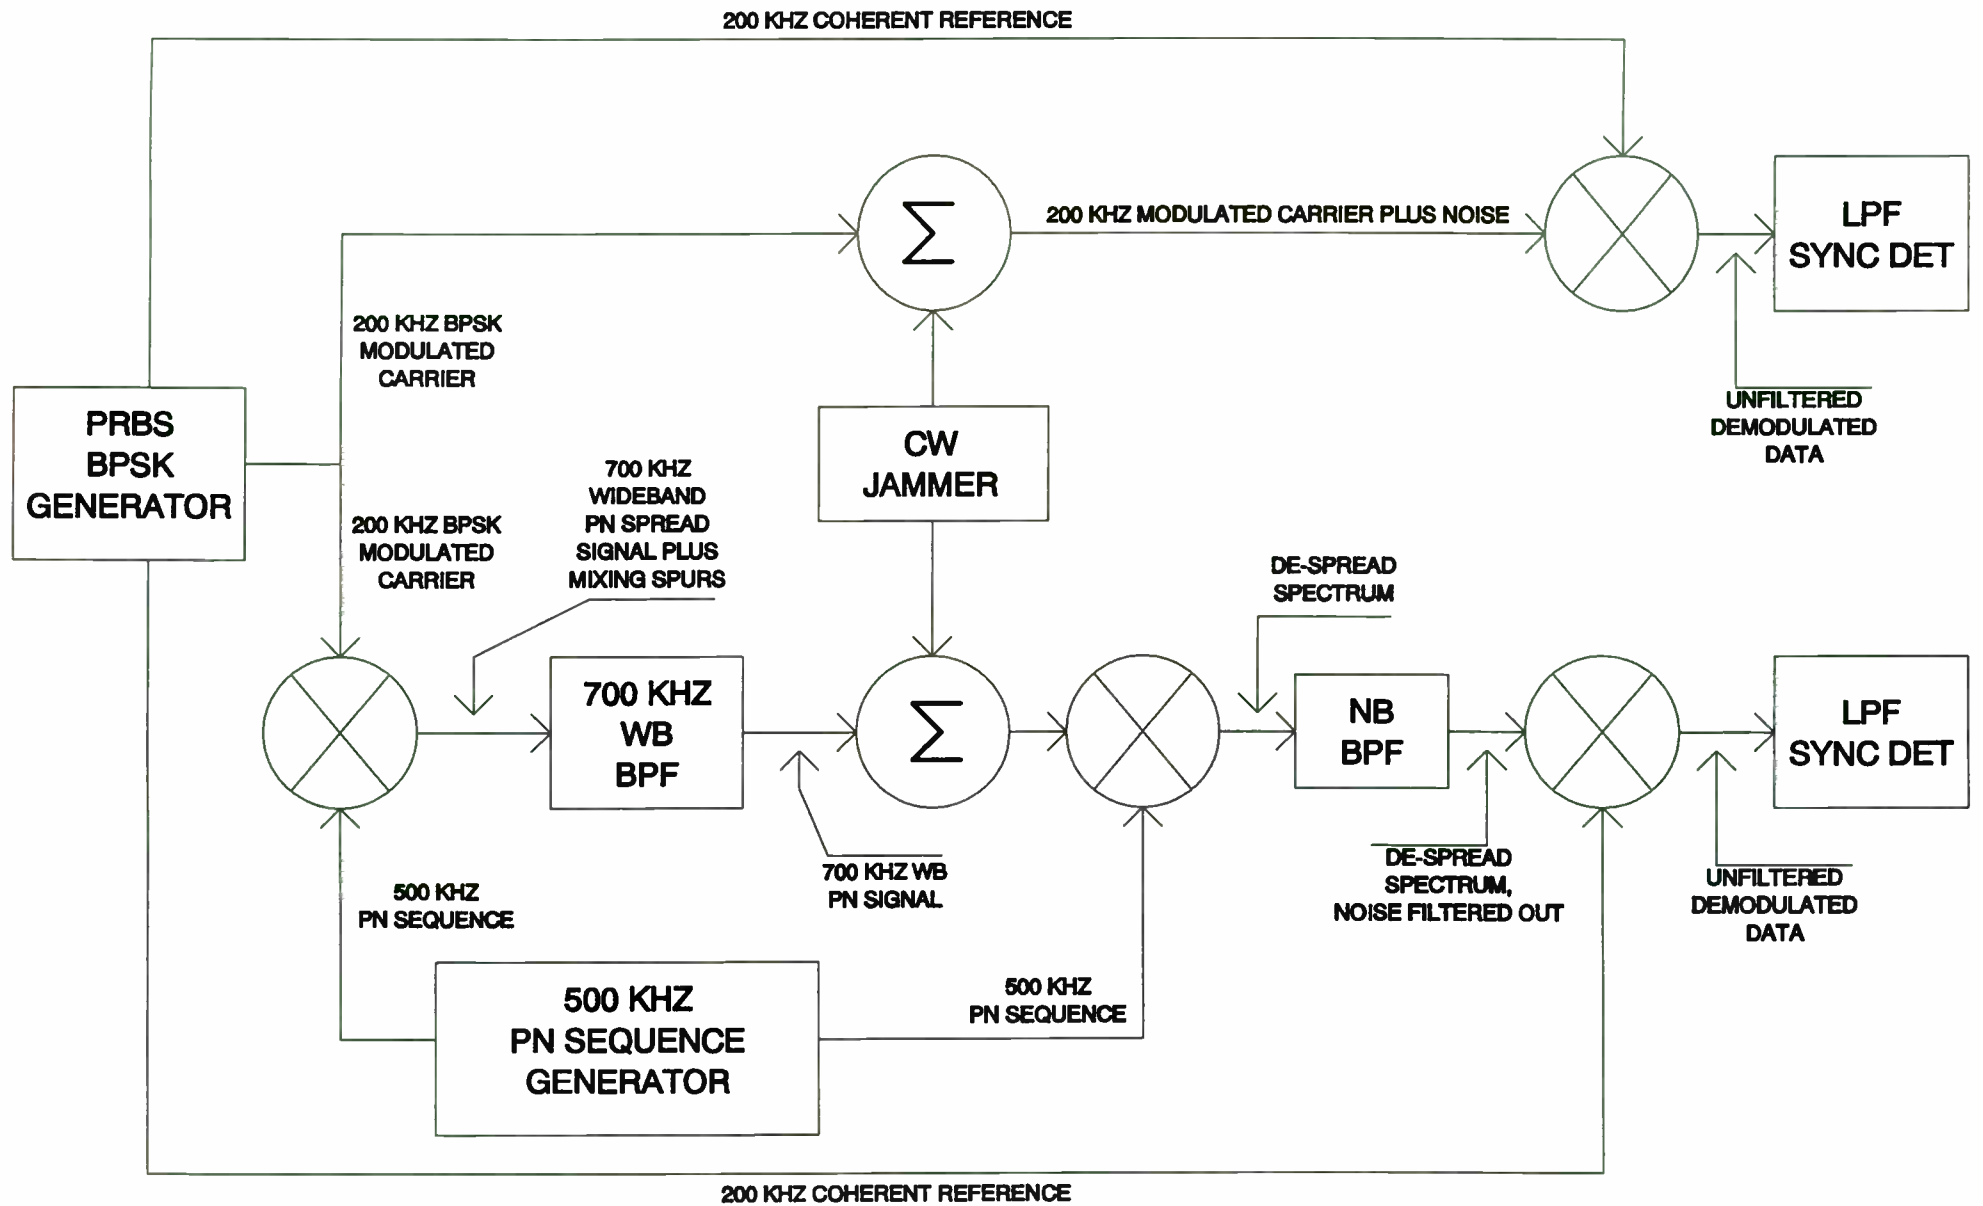 200 KHZ COHERENT REFERENCE
Σ
200 KHZ MODULATED CARRIER PLUS NOISE
LPF
SYNC DET
200 KHZ BPSK
MODULATED
CARRIER
PRBS
BPSK
GENERATOR
CW
JAMMER
UNFILTERED
DEMODULATED
DATA
200 KHZ BPSK
MODULATED
CARRIER
700 KHZ
WIDEBAND
PN SPREAD
SIGNAL PLUS
MIXING SPURS
DE-SPREAD
SPECTRUM
700 KHZ
WB
BPF
Σ
NB
BPF
LPF
SYNC DET
700 KHZ WB
PN SIGNAL
DE-SPREAD
SPECTRUM,
NOISE FILTERED OUT
UNFILTERED
DEMODULATED
DATA
500 KHZ
PN SEQUENCE
500 KHZ
PN SEQUENCE
GENERATOR
500 KHZ
PN SEQUENCE
200 KHZ COHERENT REFERENCE